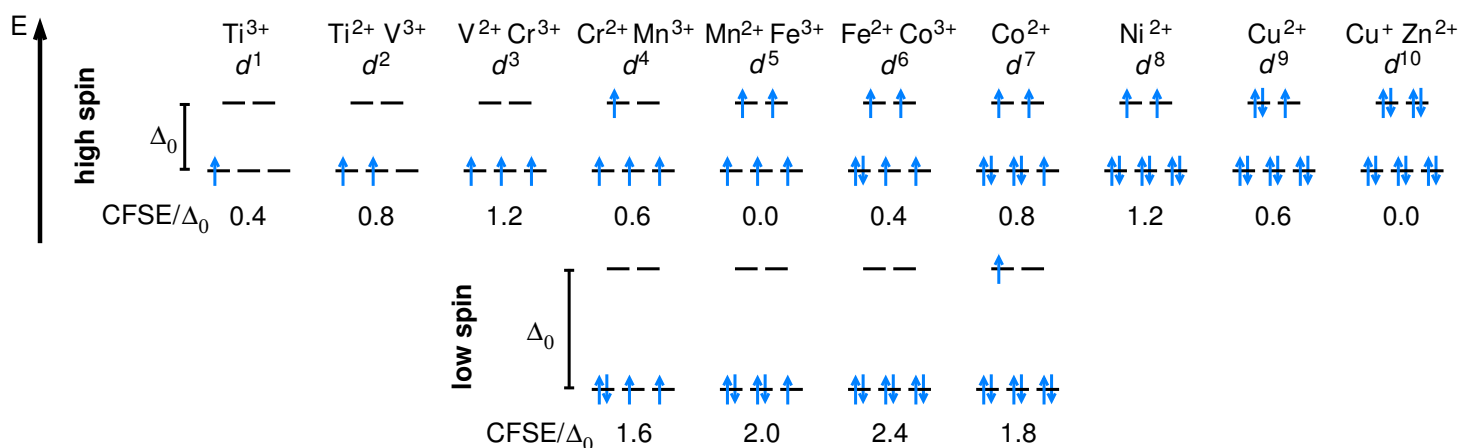 E Ti³⁺ Ti²⁺ V³⁺ V²⁺ Cr³⁺ Cr²⁺ Mn³⁺ Mn²⁺ Fe³⁺ Fe²⁺ Co³⁺ Co²⁺ Ni²⁺ Cu²⁺ Cu⁺ Zn²⁺
d¹ d² d³ d⁴ d⁵ d⁶ d⁷ d⁸ d⁹ d¹⁰
high spin
Δ₀
CFSE/Δ₀ 0.4 0.8 1.2 0.6 0.0 0.4 0.8 1.2 0.6 0.0
low spin
Δ₀
CFSE/Δ₀ 1.6 2.0 2.4 1.8